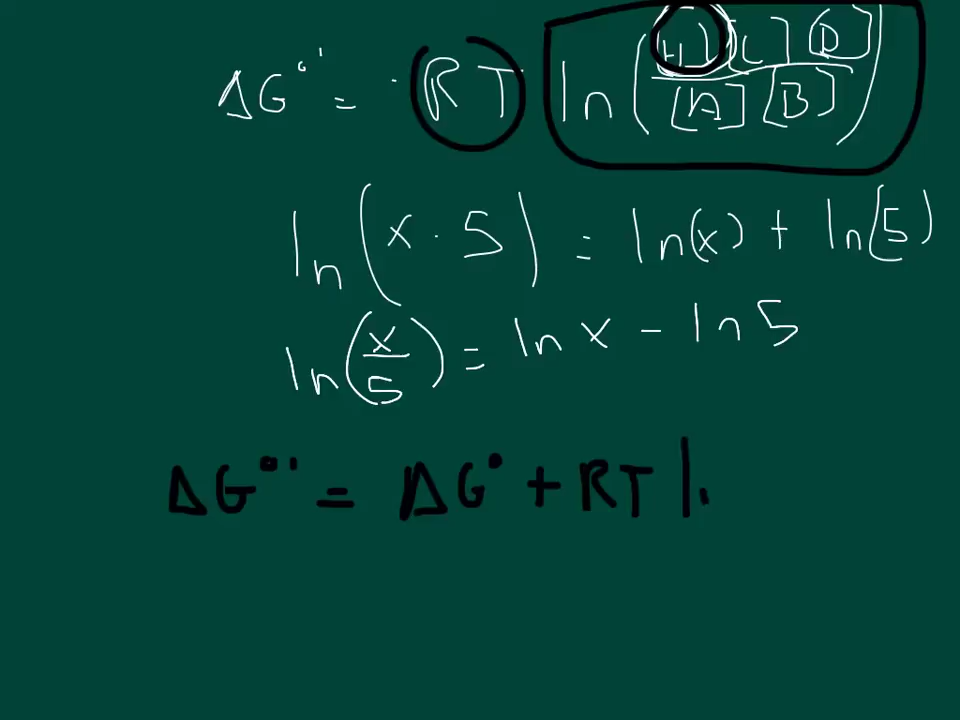 ΔG°' = -RT ln([H][C][D]/[A][B])
ln(x · 5) = ln(x) + ln(5)
ln(x/5) = ln x - ln 5
ΔG°' = ΔG° + RT l